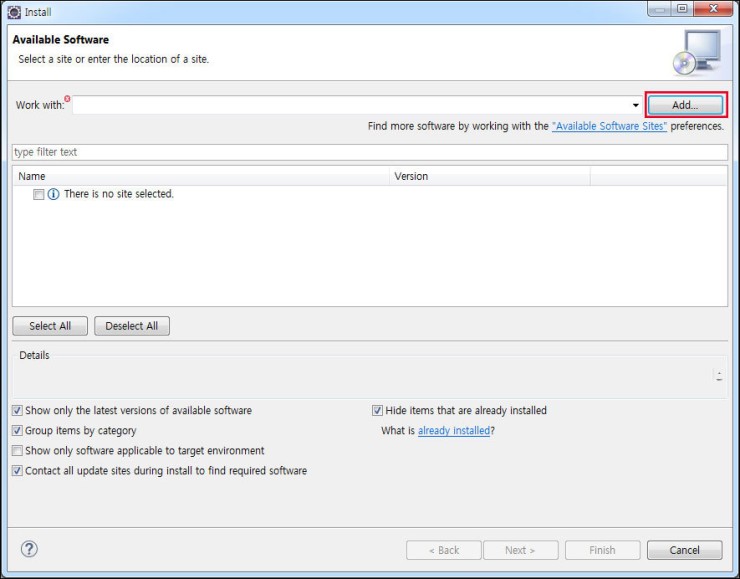 Install
Available Software
Select a site or enter the location of a site.
Work with:
Add...
Find more software by working with the "Available Software Sites" preferences.
type filter text
Name Version
There is no site selected.
Select All Deselect All
Details
Show only the latest versions of available software
Hide items that are already installed
Group items by category
What is already installed?
Show only software applicable to target environment
Contact all update sites during install to find required software
< Back Next > Finish Cancel